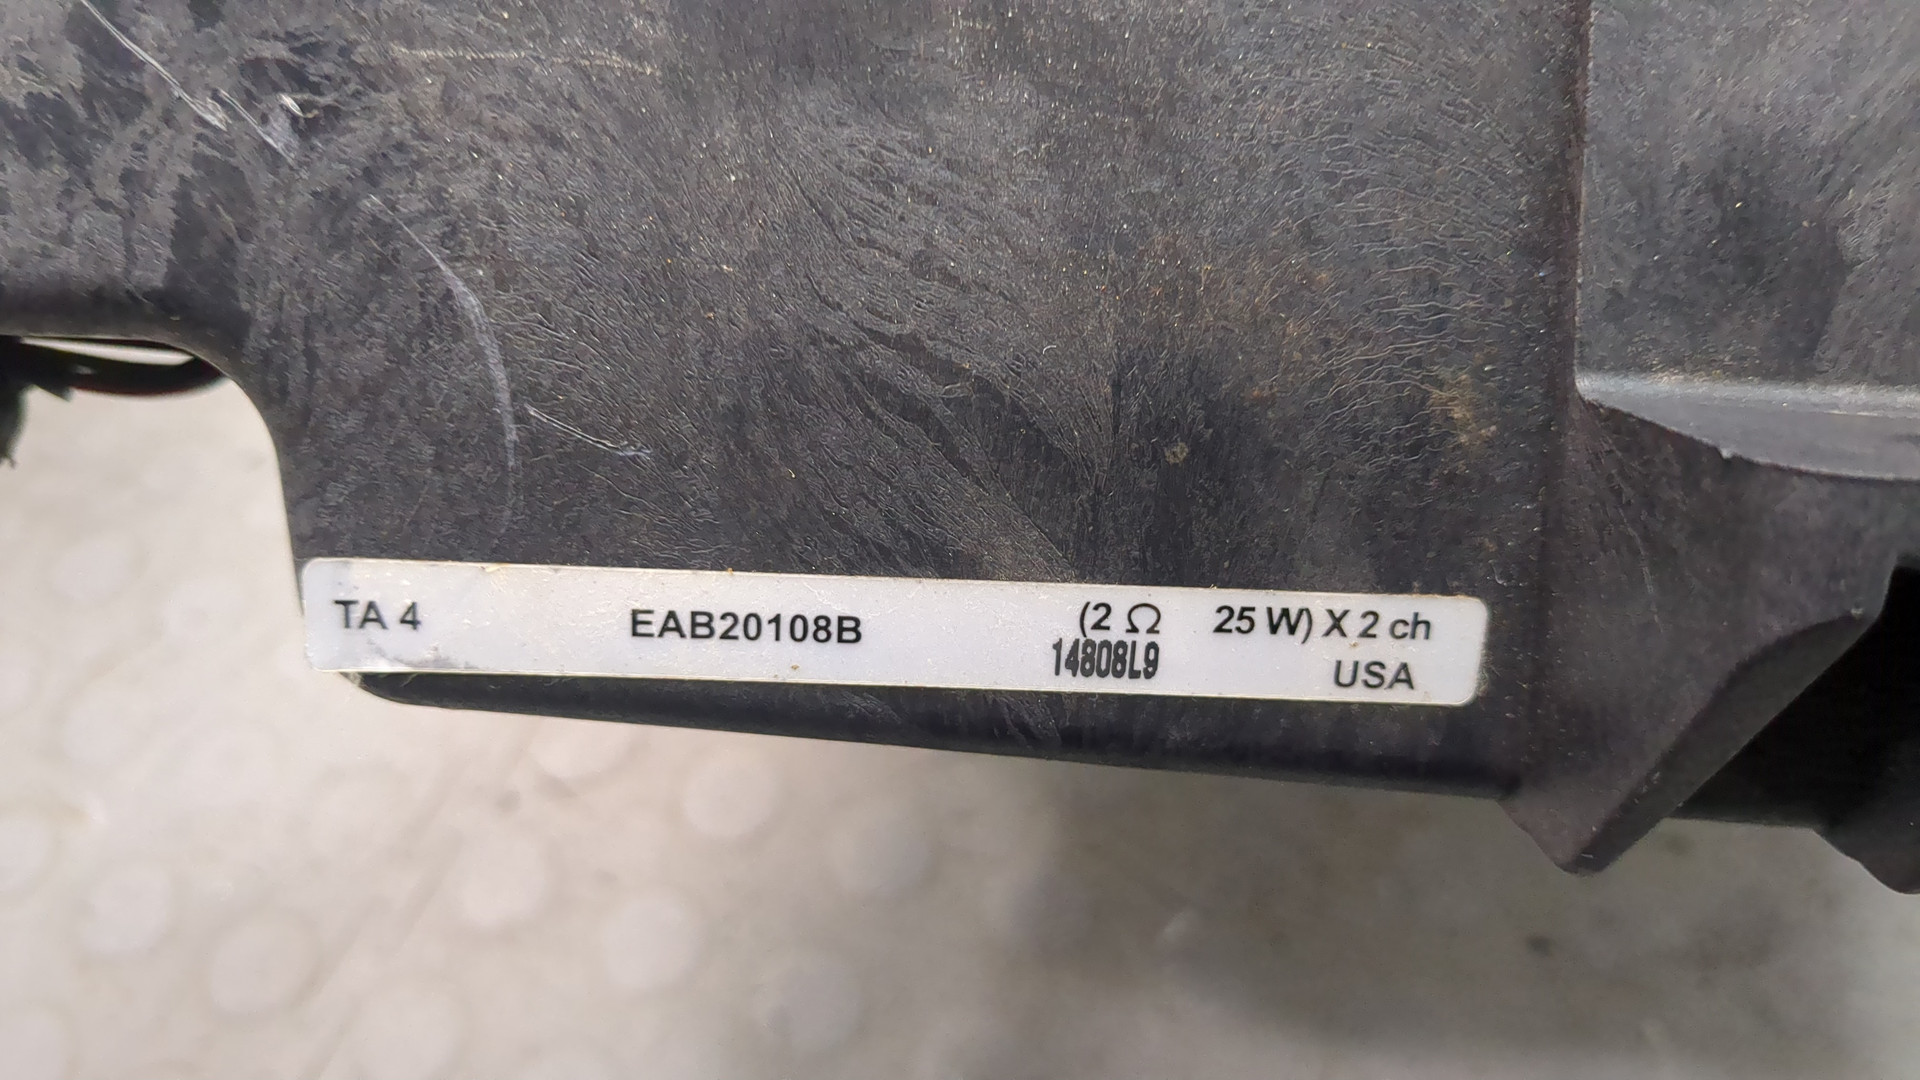 TA 4 EAB20108B (2 Ω 25 W) X 2 ch
14808L9 USA